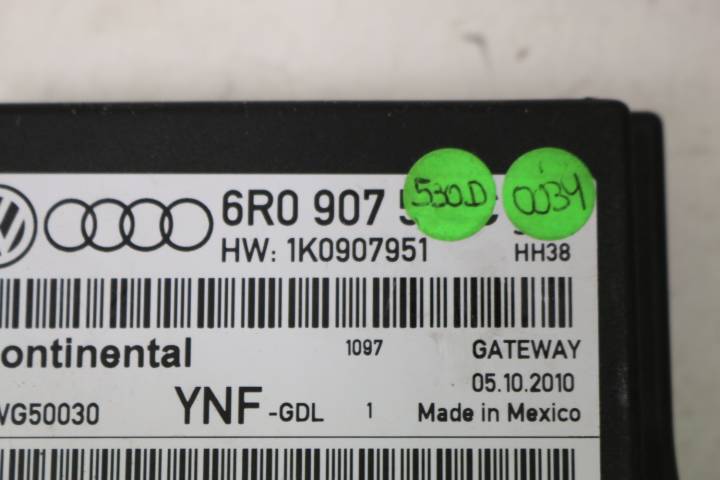 6R0 907 530.D 0034
HW: 1K0907951 HH38
ontinental 1097 GATEWAY
05.10.2010
VG50030 YNF -GDL 1 Made in Mexico